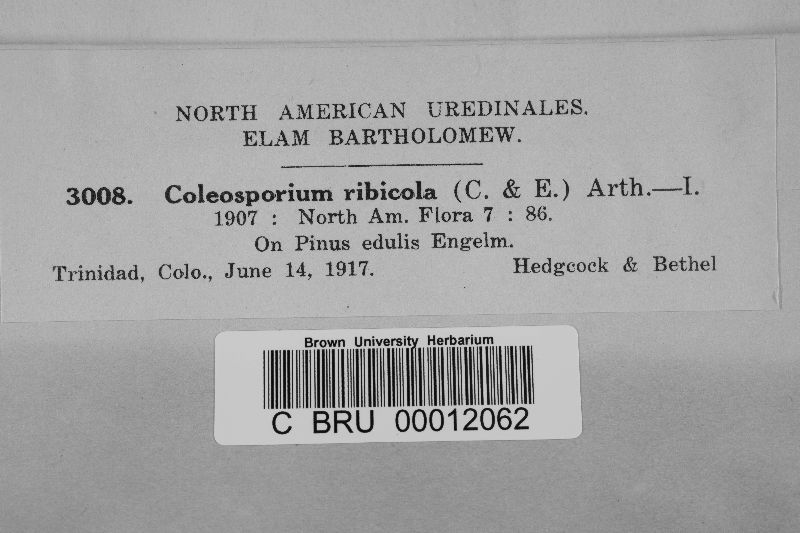 NORTH AMERICAN UREDINALES.
ELAM BARTHOLOMEW.
3008. Coleosporium ribicola (C. & E.) Arth.—I.
1907 : North Am. Flora 7 : 86.
On Pinus edulis Engelm.
Trinidad, Colo., June 14, 1917. Hedgcock & Bethel
Brown University Herbarium
C BRU 00012062